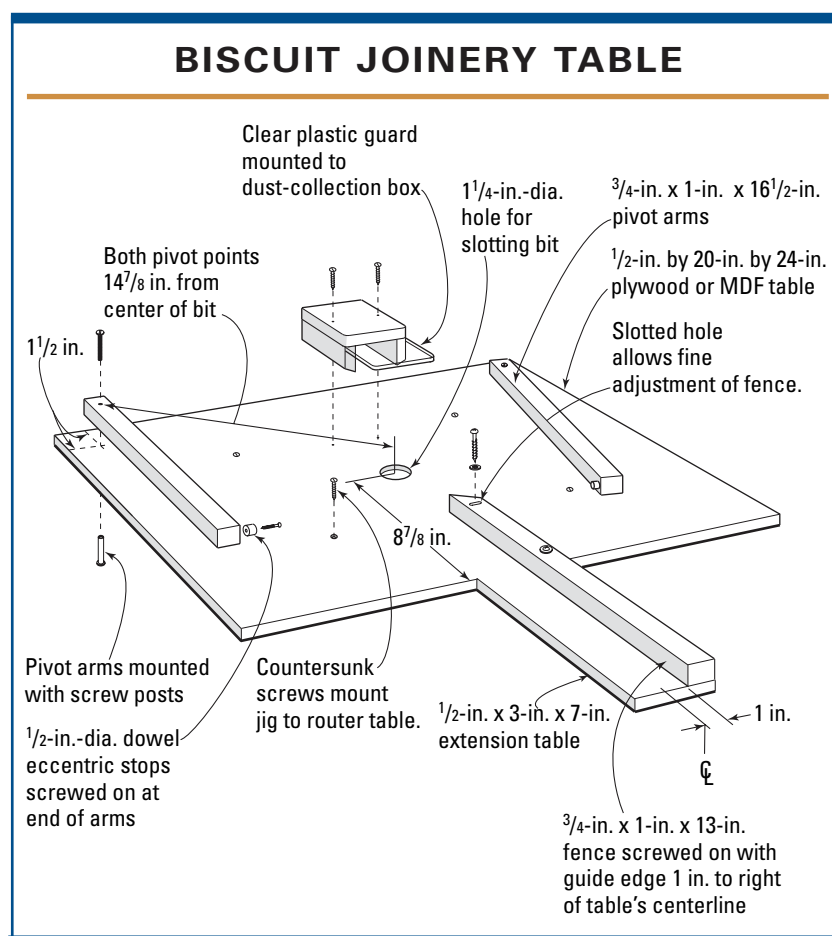 BISCUIT JOINERY TABLE
Clear plastic guard
mounted to
dust-collection box
1 1/4-in.-dia.
hole for
slotting bit
3/4-in. x 1-in. x 16 1/2-in.
pivot arms
1/2-in. by 20-in. by 24-in.
plywood or MDF table
Both pivot points
14 7/8 in. from
center of bit
Slotted hole
allows fine
adjustment of fence.
1 1/2 in.
8 7/8 in.
Pivot arms mounted
with screw posts
Countersunk
screws mount
jig to router table.
1/2-in. x 3-in. x 7-in.
extension table
1 in.
℄
1/2-in.-dia. dowel
eccentric stops
screwed on at
end of arms
3/4-in. x 1-in. x 13-in.
fence screwed on with
guide edge 1 in. to right
of table's centerline